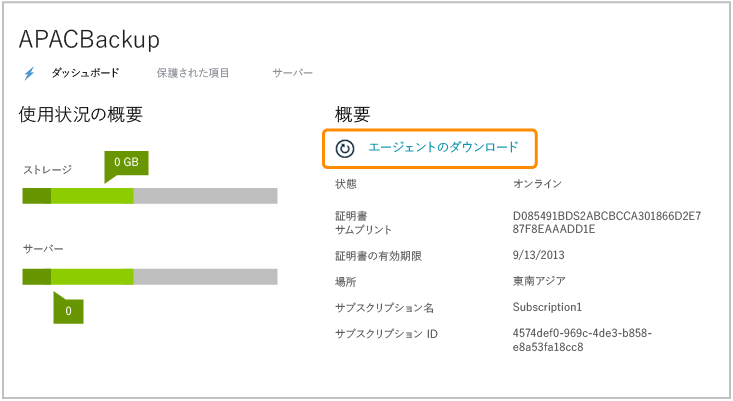 APACBackup
ダッシュボード 保護された項目 サーバー
使用状況の概要
ストレージ
0 GB
サーバー
0
概要
エージェントのダウンロード
状態 オンライン
証明書 D085491BDS2ABCBCCA301866D2E7
サムプリント 87F8EAAADD1E
証明書の有効期限 9/13/2013
場所 東南アジア
サブスクリプション名 Subscription1
サブスクリプション ID 4574def0-969c-4de3-b858-
e8a53fa18cc8